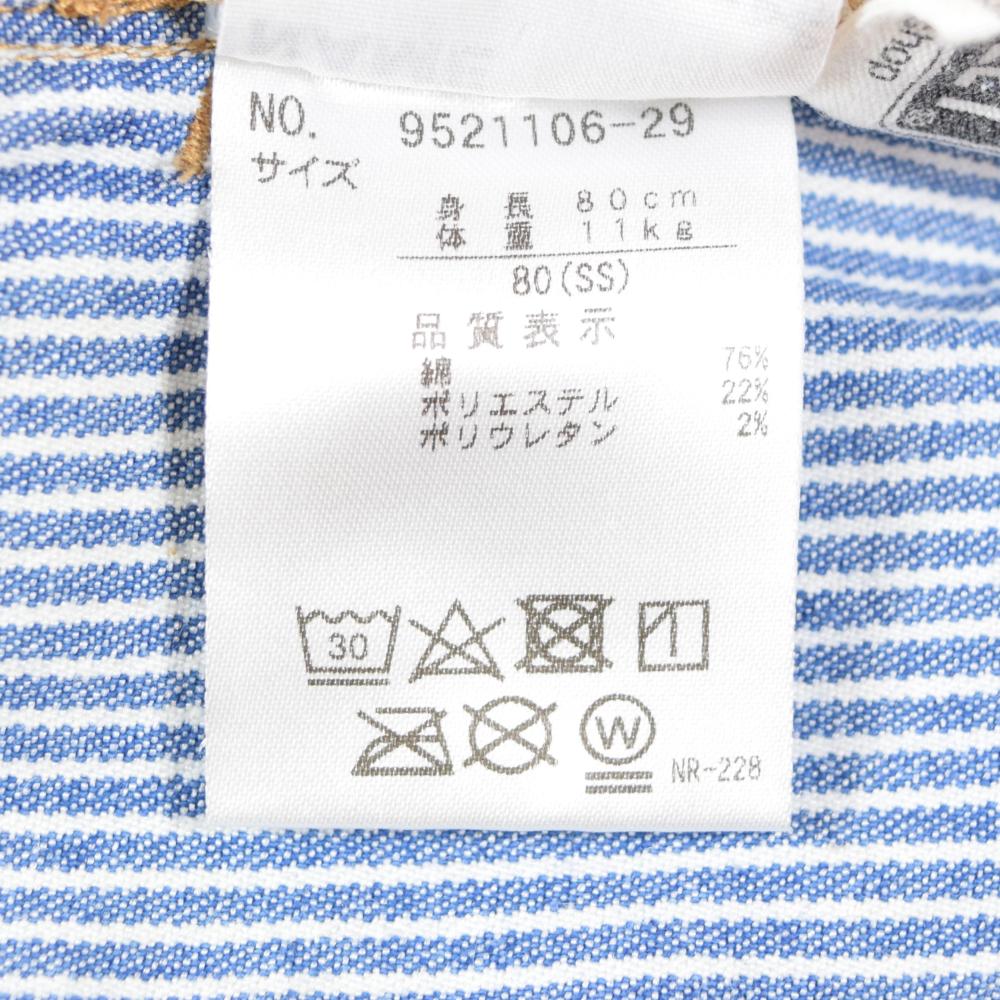 NO. 9521106-29
サイズ
身長 80cm
体重 11kg
80(SS)
品質表示
綿 76%
ポリエステル 22%
ポリウレタン 2%
30
W
NR-228
shop